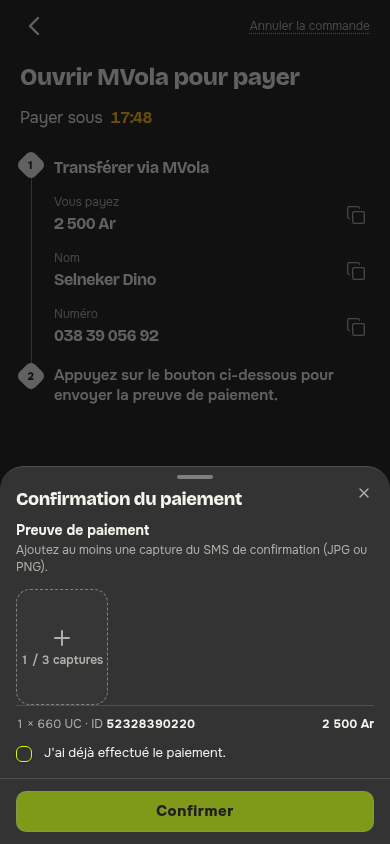 Annuler la commande
Ouvrir MVola pour payer
Payer sous 17:48
1 Transférer via MVola
Vous payez
2 500 Ar
Nom
Selneker Dino
Numéro
038 39 056 92
2 Appuyez sur le bouton ci-dessous pour
envoyer la preuve de paiement.
Confirmation du paiement
Preuve de paiement
Ajoutez au moins une capture du SMS de confirmation (JPG ou
PNG).
1 / 3 captures
1 × 660 UC · ID 52328390220 2 500 Ar
J'ai déjà effectué le paiement.
Confirmer